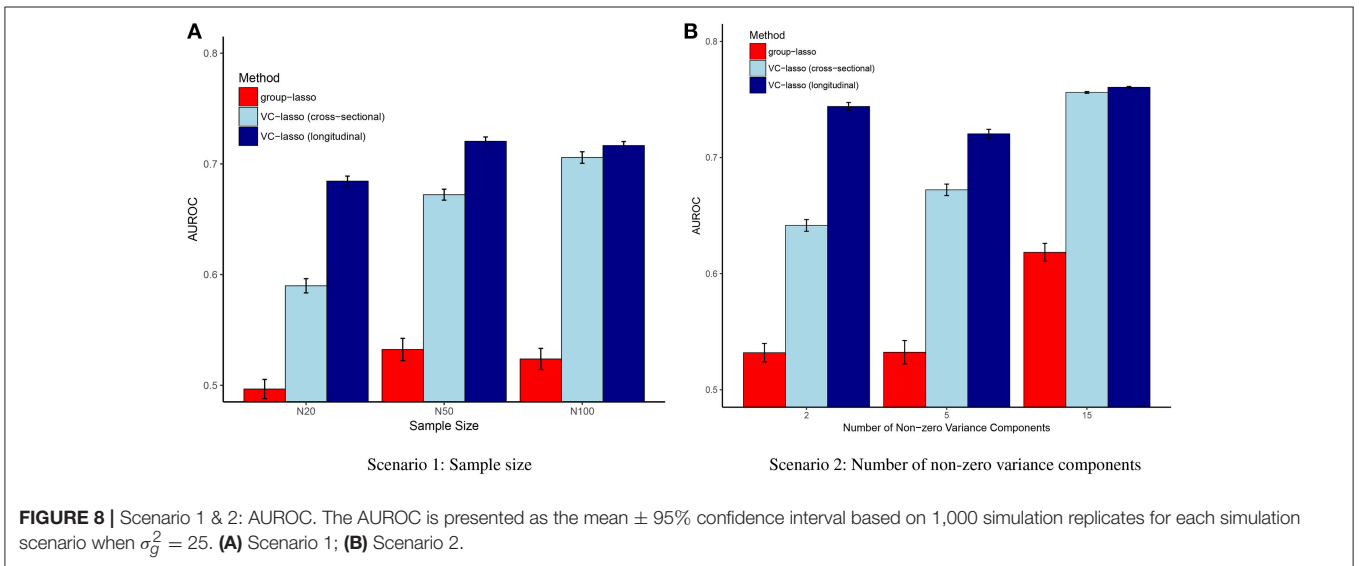 A
0.8
0.7
0.6
0.5
AUROC
Method
group−lasso
VC−lasso (cross−sectional)
VC−lasso (longitudinal)
N20
N50
N100
Sample Size
Scenario 1: Sample size
B
0.8
0.7
0.6
0.5
AUROC
Method
group−lasso
VC−lasso (cross−sectional)
VC−lasso (longitudinal)
2
5
15
Number of Non−zero Variance Components
Scenario 2: Number of non-zero variance components
FIGURE 8 | Scenario 1 & 2: AUROC. The AUROC is presented as the mean ± 95% confidence interval based on 1,000 simulation replicates for each simulation
scenario when σ²g = 25. (A) Scenario 1; (B) Scenario 2.